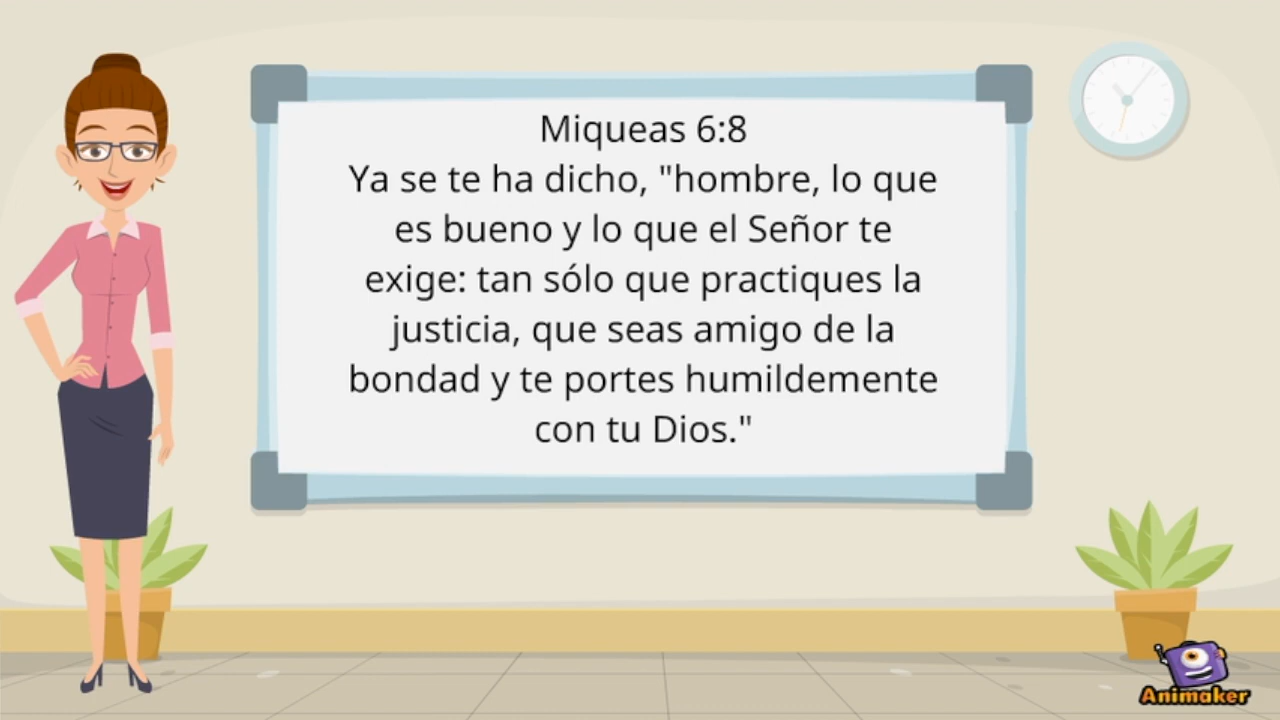 Miqueas 6:8
Ya se te ha dicho, "hombre, lo que
es bueno y lo que el Señor te
exige: tan sólo que practiques la
justicia, que seas amigo de la
bondad y te portes humildemente
con tu Dios."
Animaker